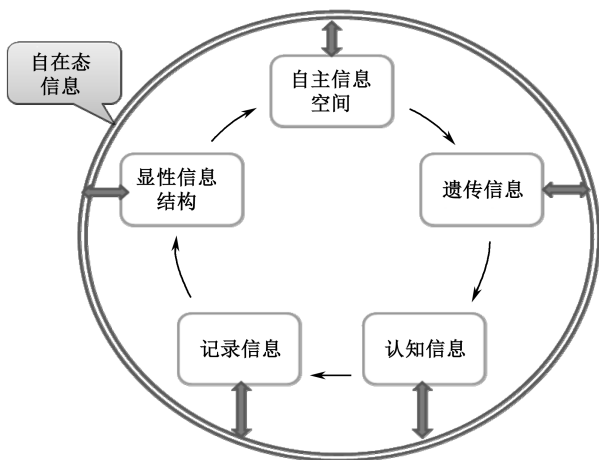 自在态
信息
自主信息
空间
显性信息
结构
遗传信息
记录信息
认知信息